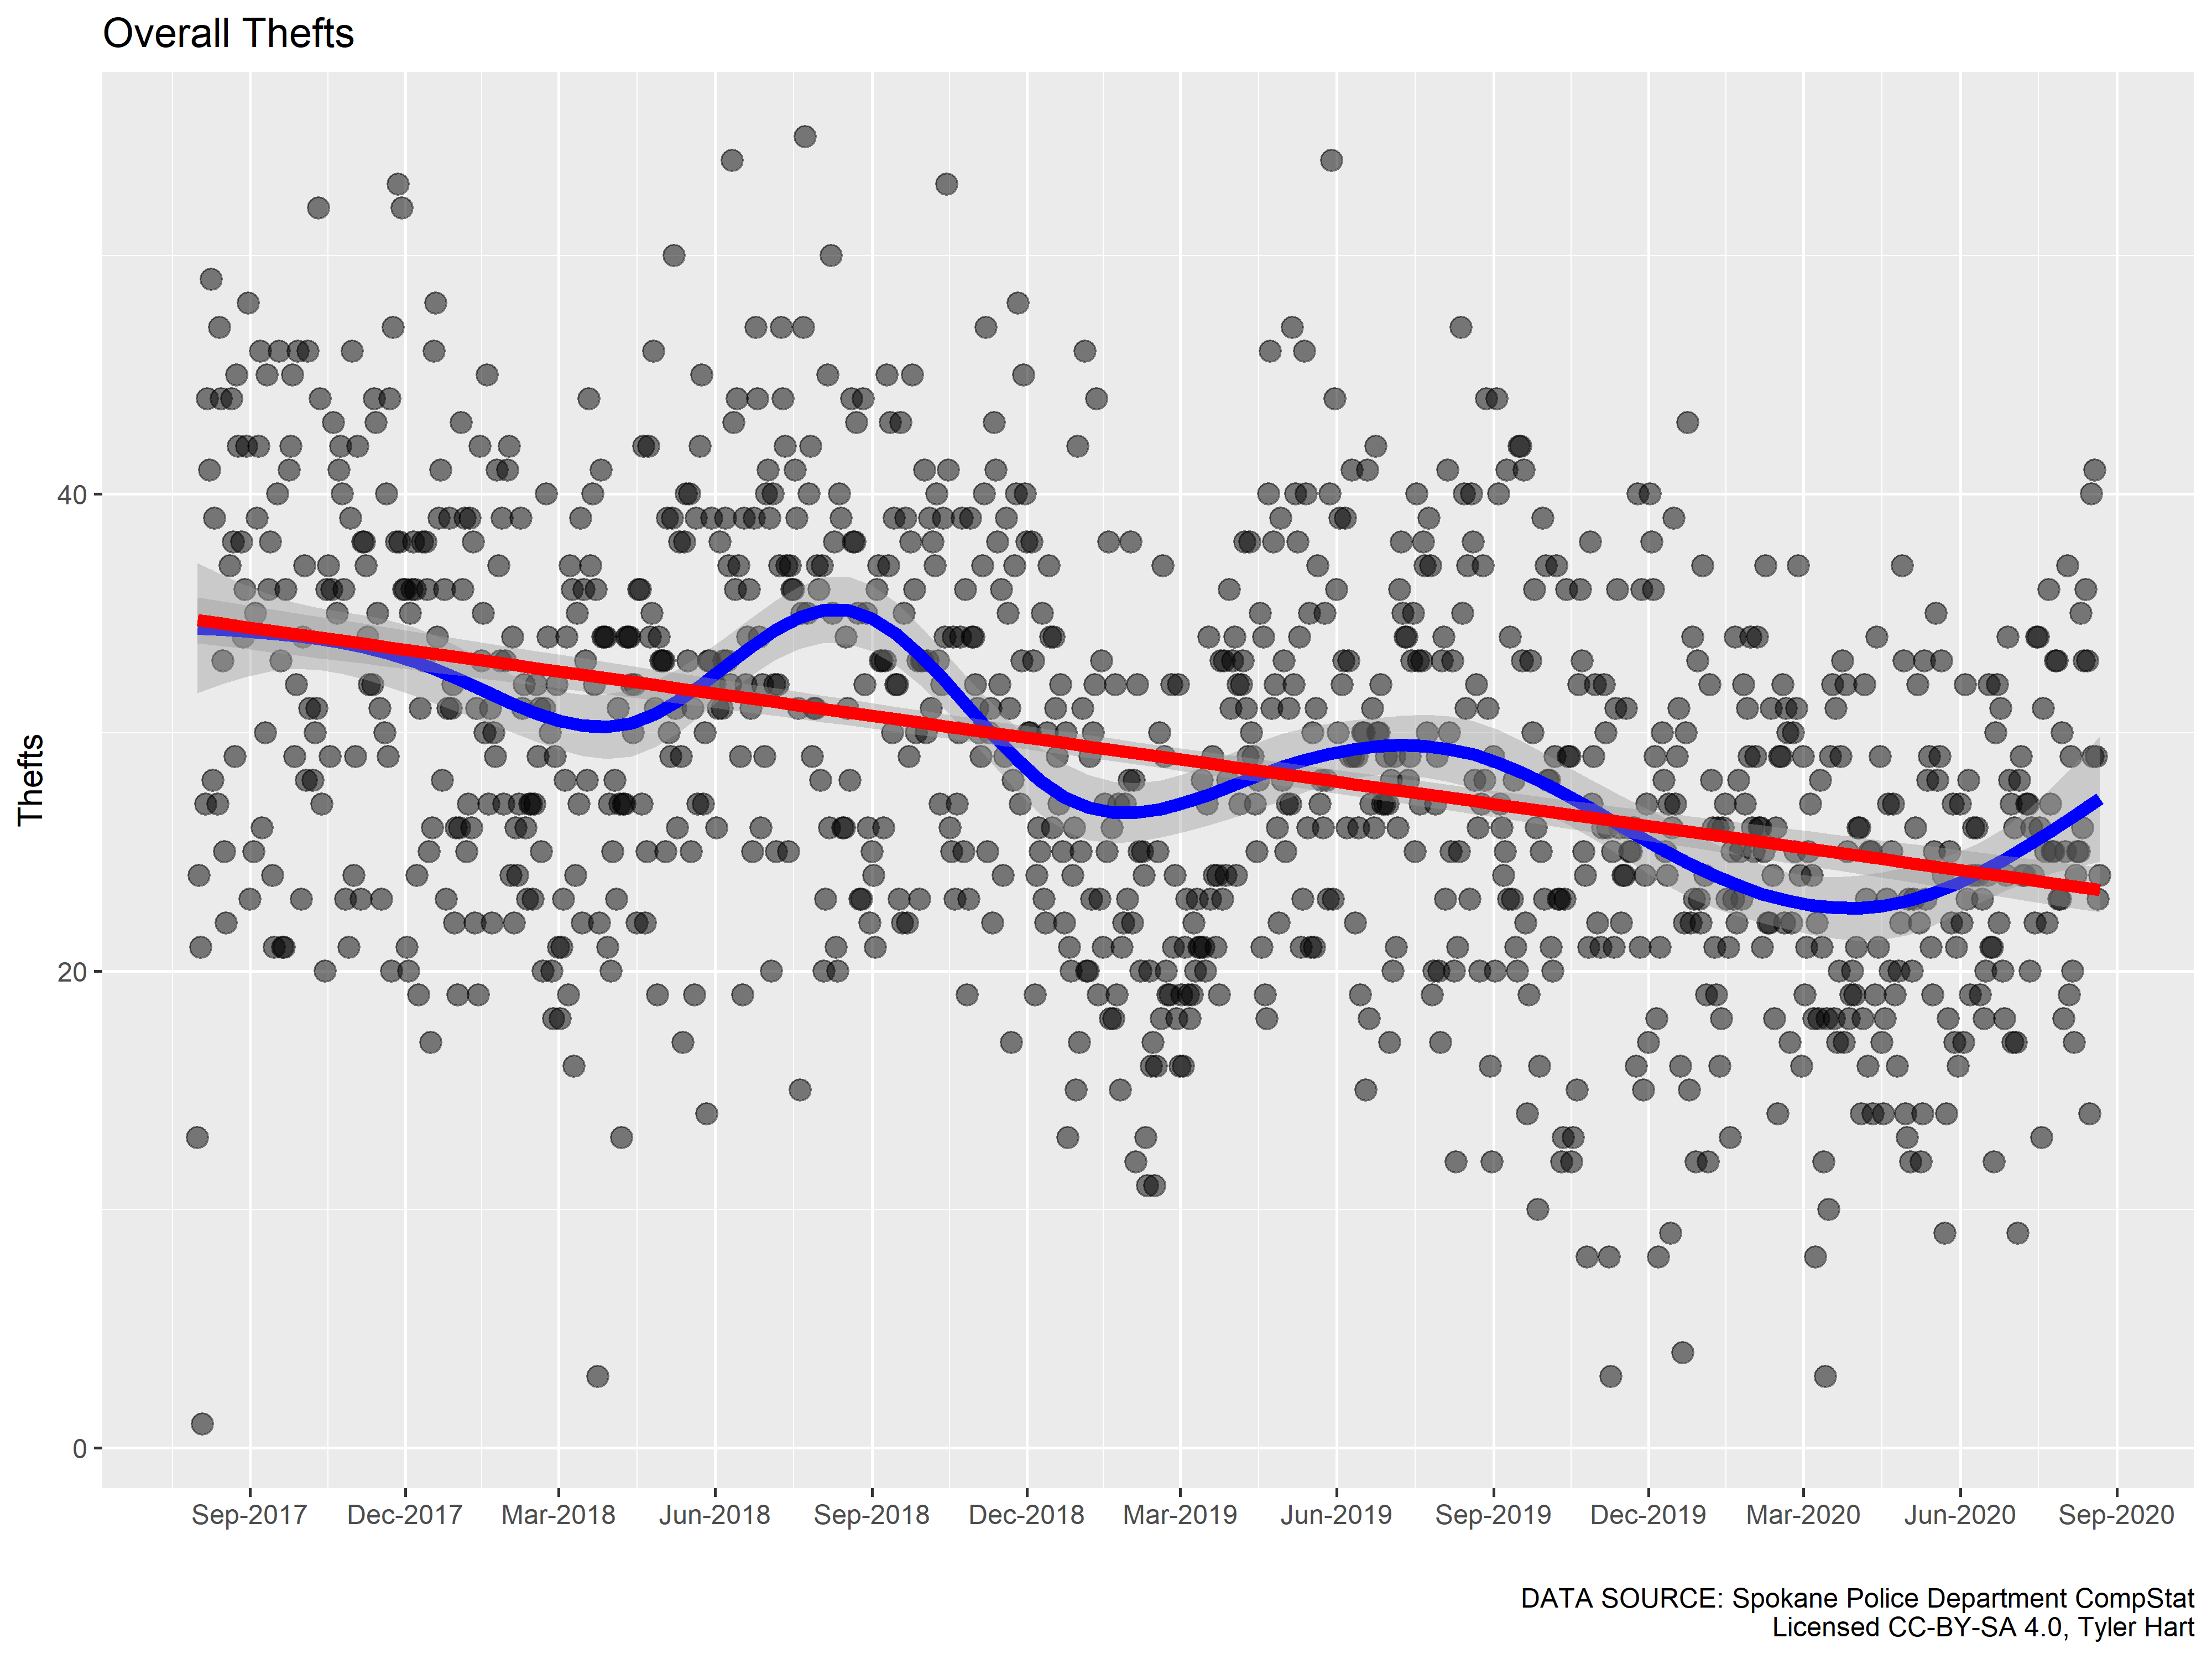 Overall Thefts
Thefts
40
20
0
Sep-2017 Dec-2017 Mar-2018 Jun-2018 Sep-2018 Dec-2018 Mar-2019 Jun-2019 Sep-2019 Dec-2019 Mar-2020 Jun-2020 Sep-2020
DATA SOURCE: Spokane Police Department CompStat
Licensed CC-BY-SA 4.0, Tyler Hart